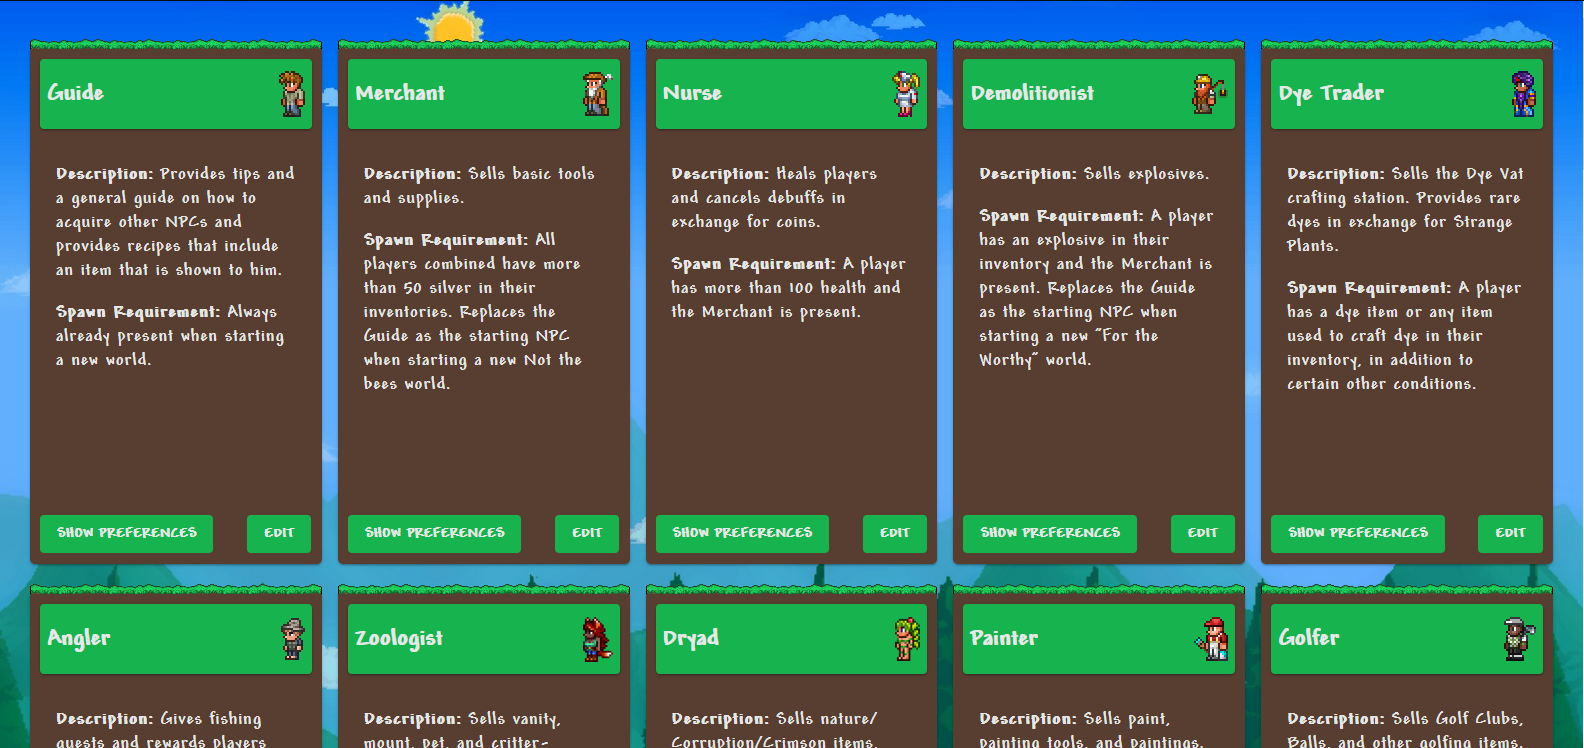 Guide
Description: Provides tips and
a general guide on how to
acquire other NPCs and
provides recipes that include
an item that is shown to him.
Spawn Requirement: Always
already present when starting
a new world.
SHOW PREFERENCES
EDIT
Merchant
Description: Sells basic tools
and supplies.
Spawn Requirement: All
players combined have more
than 50 silver in their
inventories. Replaces the
Guide as the starting NPC
when starting a new Not the
bees world.
SHOW PREFERENCES
EDIT
Nurse
Description: Heals players
and cancels debuffs in
exchange for coins.
Spawn Requirement: A player
has more than 100 health and
the Merchant is present.
SHOW PREFERENCES
EDIT
Demolitionist
Description: Sells explosives.
Spawn Requirement: A player
has an explosive in their
inventory and the Merchant is
present. Replaces the Guide
as the starting NPC when
starting a new "For the
Worthy" world.
SHOW PREFERENCES
EDIT
Dye Trader
Description: Sells the Dye Vat
crafting station. Provides rare
dyes in exchange for Strange
Plants.
Spawn Requirement: A player
has a dye item or any item
used to craft dye in their
inventory, in addition to
certain other conditions.
SHOW PREFERENCES
EDIT
Angler
Description: Gives fishing
quests and rewards players
Zoologist
Description: Sells vanity,
mount, pet, and critter-
Dryad
Description: Sells nature/
Corruption/Crimson items.
Painter
Description: Sells paint,
painting tools, and paintings.
Golfer
Description: Sells Golf Clubs,
Balls, and other golfing items.